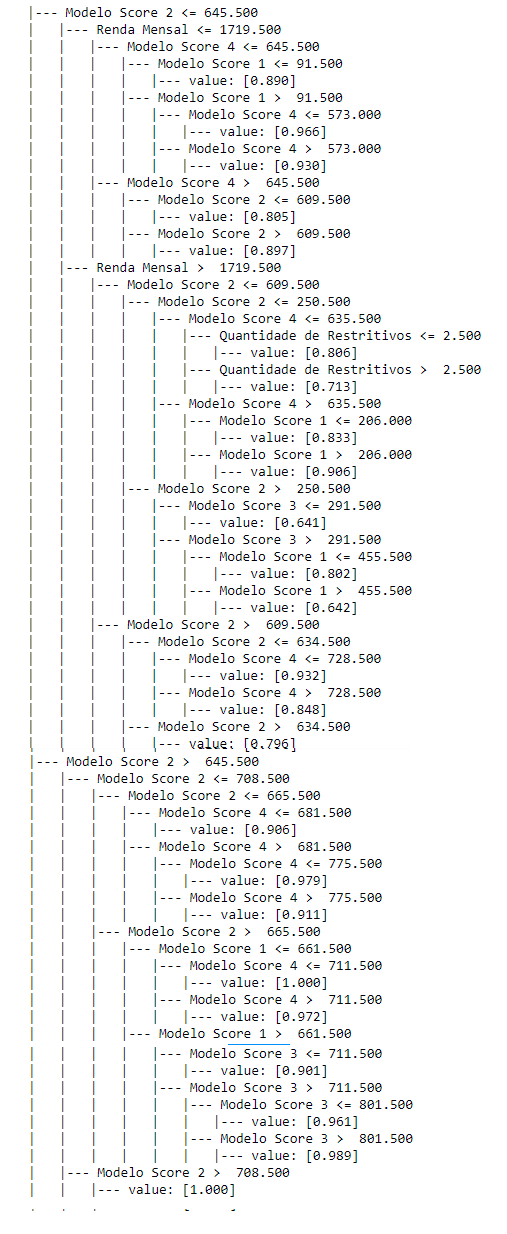 |--- Modelo Score 2 <= 645.500
|   |--- Renda Mensal <= 1719.500
|   |   |--- Modelo Score 4 <= 645.500
|   |   |   |--- Modelo Score 1 <= 91.500
|   |   |   |   |--- value: [0.890]
|   |   |   |--- Modelo Score 1 >  91.500
|   |   |   |   |--- Modelo Score 4 <= 573.000
|   |   |   |   |   |--- value: [0.966]
|   |   |   |   |--- Modelo Score 4 >  573.000
|   |   |   |   |   |--- value: [0.930]
|   |   |--- Modelo Score 4 >  645.500
|   |   |   |--- Modelo Score 2 <= 609.500
|   |   |   |   |--- value: [0.805]
|   |   |   |--- Modelo Score 2 >  609.500
|   |   |   |   |--- value: [0.897]
|   |--- Renda Mensal >  1719.500
|   |   |--- Modelo Score 2 <= 609.500
|   |   |   |--- Modelo Score 2 <= 250.500
|   |   |   |   |--- Modelo Score 4 <= 635.500
|   |   |   |   |   |--- Quantidade de Restritivos <= 2.500
|   |   |   |   |   |   |--- value: [0.806]
|   |   |   |   |   |--- Quantidade de Restritivos >  2.500
|   |   |   |   |   |   |--- value: [0.713]
|   |   |   |   |--- Modelo Score 4 >  635.500
|   |   |   |   |   |--- Modelo Score 1 <= 206.000
|   |   |   |   |   |   |--- value: [0.833]
|   |   |   |   |   |--- Modelo Score 1 >  206.000
|   |   |   |   |   |   |--- value: [0.906]
|   |   |   |--- Modelo Score 2 >  250.500
|   |   |   |   |--- Modelo Score 3 <= 291.500
|   |   |   |   |   |--- value: [0.641]
|   |   |   |   |--- Modelo Score 3 >  291.500
|   |   |   |   |   |--- Modelo Score 1 <= 455.500
|   |   |   |   |   |   |--- value: [0.802]
|   |   |   |   |   |--- Modelo Score 1 >  455.500
|   |   |   |   |   |   |--- value: [0.642]
|   |   |--- Modelo Score 2 >  609.500
|   |   |   |--- Modelo Score 2 <= 634.500
|   |   |   |   |--- Modelo Score 4 <= 728.500
|   |   |   |   |   |--- value: [0.932]
|   |   |   |   |--- Modelo Score 4 >  728.500
|   |   |   |   |   |--- value: [0.848]
|   |   |   |--- Modelo Score 2 >  634.500
|   |   |   |   |--- value: [0.796]
|--- Modelo Score 2 >  645.500
|   |--- Modelo Score 2 <= 708.500
|   |   |--- Modelo Score 2 <= 665.500
|   |   |   |--- Modelo Score 4 <= 681.500
|   |   |   |   |--- value: [0.906]
|   |   |   |--- Modelo Score 4 >  681.500
|   |   |   |   |--- Modelo Score 4 <= 775.500
|   |   |   |   |   |--- value: [0.979]
|   |   |   |   |--- Modelo Score 4 >  775.500
|   |   |   |   |   |--- value: [0.911]
|   |   |--- Modelo Score 2 >  665.500
|   |   |   |--- Modelo Score 1 <= 661.500
|   |   |   |   |--- Modelo Score 4 <= 711.500
|   |   |   |   |   |--- value: [1.000]
|   |   |   |   |--- Modelo Score 4 >  711.500
|   |   |   |   |   |--- value: [0.972]
|   |   |   |--- Modelo Score 1 >  661.500
|   |   |   |   |--- Modelo Score 3 <= 711.500
|   |   |   |   |   |--- value: [0.901]
|   |   |   |   |--- Modelo Score 3 >  711.500
|   |   |   |   |   |--- Modelo Score 3 <= 801.500
|   |   |   |   |   |   |--- value: [0.961]
|   |   |   |   |   |--- Modelo Score 3 >  801.500
|   |   |   |   |   |   |--- value: [0.989]
|   |--- Modelo Score 2 >  708.500
|   |   |--- value: [1.000]